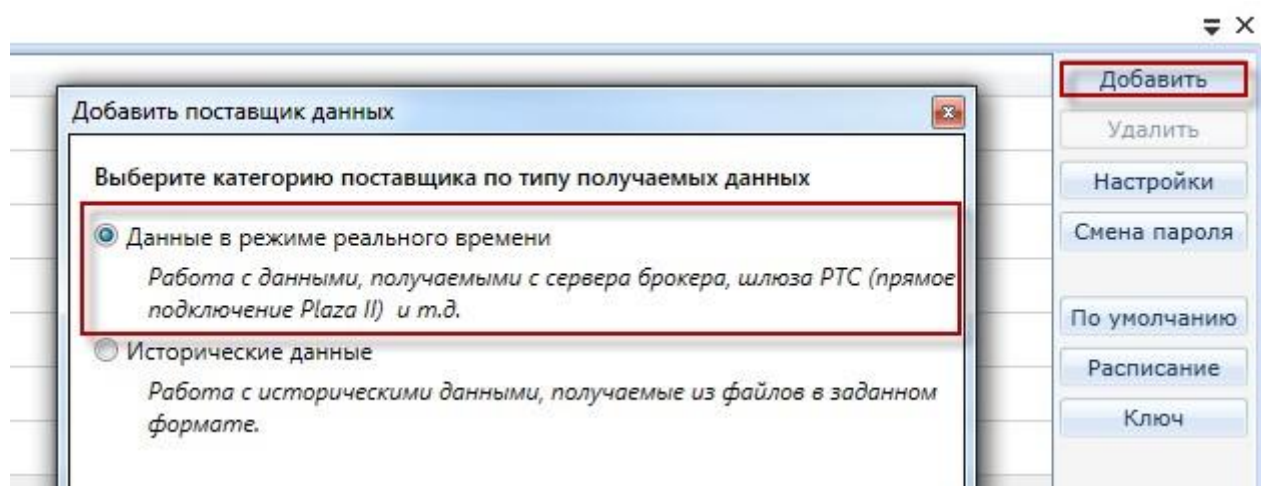 Добавить поставщик данных
Выберите категорию поставщика по типу получаемых данных
Данные в режиме реального времени
Работа с данными, получаемыми с сервера брокера, шлюза РТС (прямое
подключение Plaza II) и т.д.
Исторические данные
Работа с историческими данными, получаемые из файлов в заданном
формате.
Добавить
Удалить
Настройки
Смена пароля
По умолчанию
Расписание
Ключ